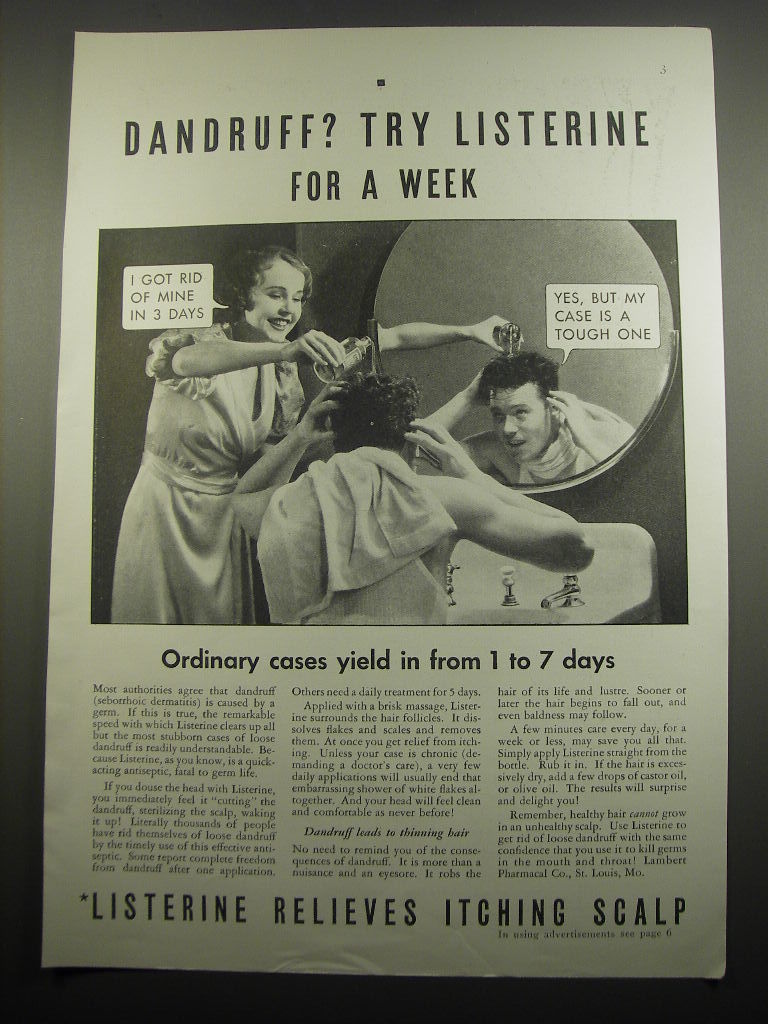 3
DANDRUFF? TRY LISTERINE
FOR A WEEK
I GOT RID
OF MINE
IN 3 DAYS
YES, BUT MY
CASE IS A
TOUGH ONE
Ordinary cases yield in from 1 to 7 days
Most authorities agree that dandruff
(seborrhoic dermatitis) is caused by a
germ. If this is true, the remarkable
speed with which Listerine clears up all
but the most stubborn cases of loose
dandruff is readily understandable. Be-
cause Listerine, as you know, is a quick-
acting antiseptic, fatal to germ life.
If you douse the head with Listerine,
you immediately feel it "cutting" the
dandruff, sterilizing the scalp, waking
it up! Literally thousands of people
have rid themselves of loose dandruff
by the timely use of this effective anti-
septic. Some report complete freedom
from dandruff after one application.
Others need a daily treatment for 5 days.
Applied with a brisk massage, Lister-
ine surrounds the hair follicles. It dis-
solves flakes and scales and removes
them. At once you get relief from itch-
ing. Unless your case is chronic (de-
manding a doctor's care), a very few
daily applications will usually end that
embarrassing shower of white flakes al-
together. And your head will feel clean
and comfortable as never before!
Dandruff leads to thinning hair
No need to remind you of the conse-
quences of dandruff. It is more than a
nuisance and an eyesore. It robs the
hair of its life and lustre. Sooner or
later the hair begins to fall out, and
even baldness may follow.
A few minutes care every day, for a
week or less, may save you all that.
Simply apply Listerine straight from the
bottle. Rub it in. If the hair is exces-
sively dry, add a few drops of castor oil,
or olive oil. The results will surprise
and delight you!
Remember, healthy hair cannot grow
in an unhealthy scalp. Use Listerine to
get rid of loose dandruff with the same
confidence that you use it to kill germs
in the mouth and throat! Lambert
Pharmacal Co., St. Louis, Mo.
*LISTERINE RELIEVES ITCHING SCALP
In using advertisements see page 6